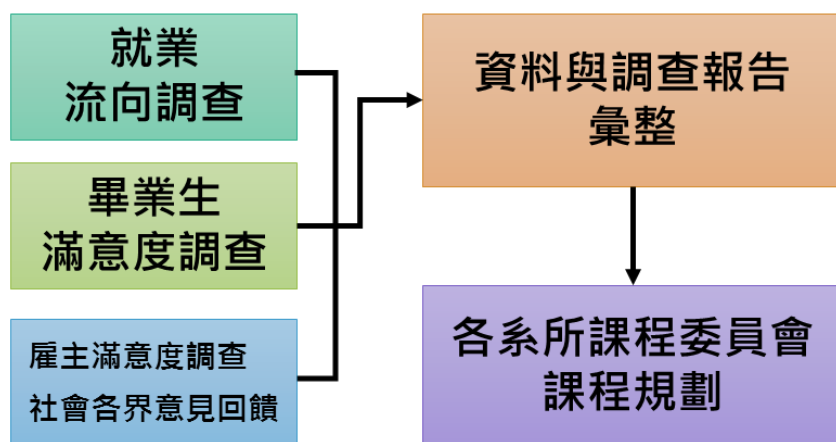 就業
流向調查
畢業生
滿意度調查
雇主滿意度調查
社會各界意見回饋
資料與調查報告
彙整
各系所課程委員會
課程規劃